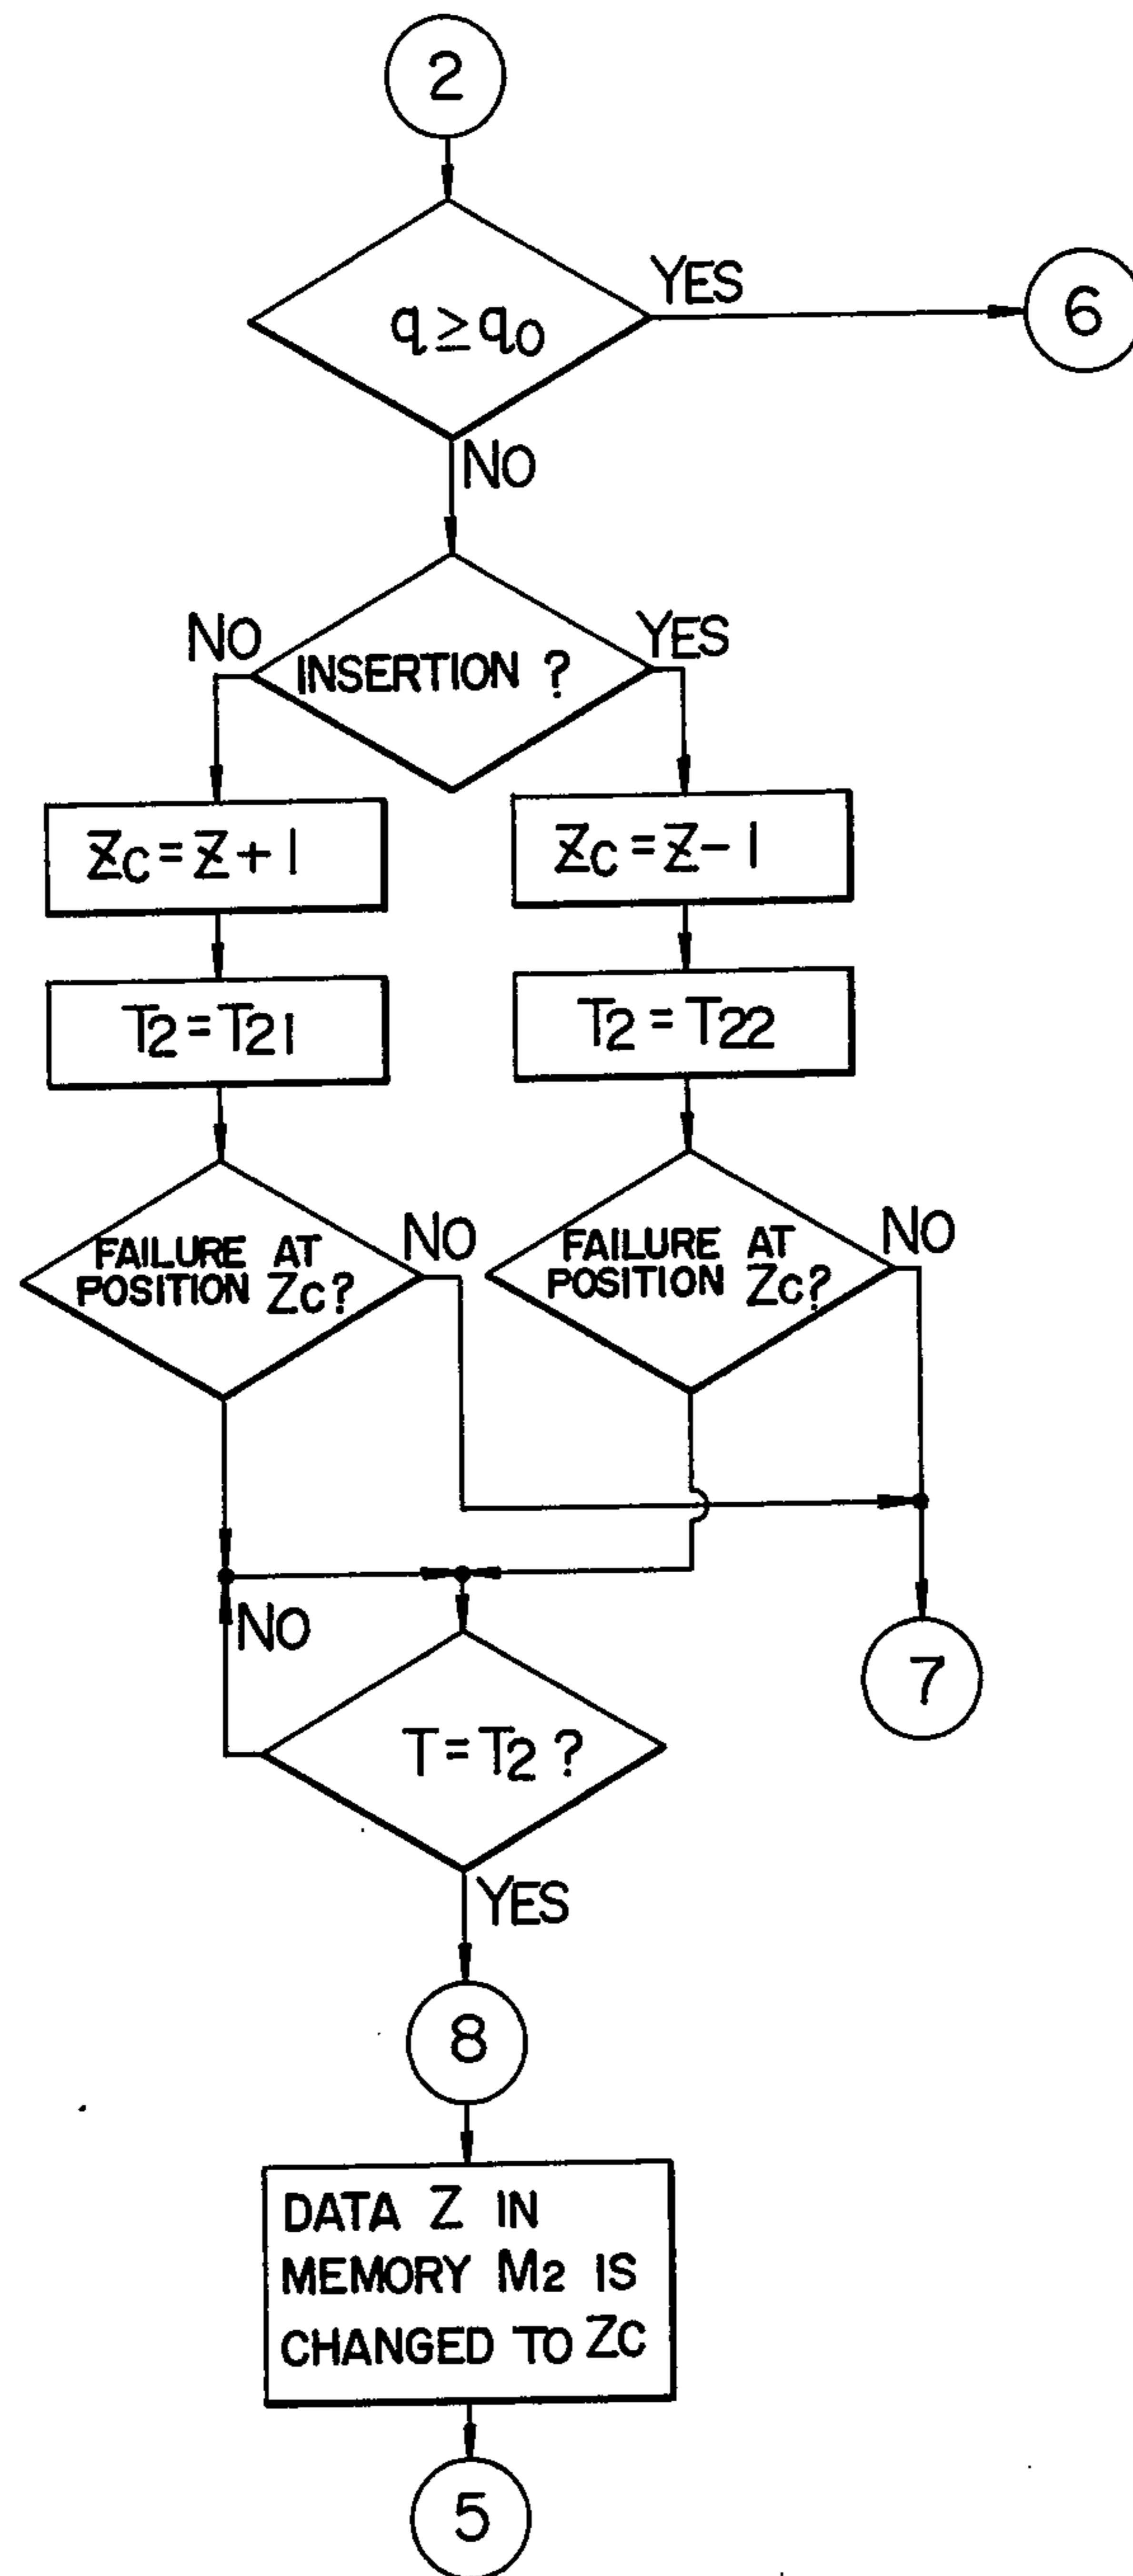 2
q ≥ q0
YES
6
NO
INSERTION ?
NO
YES
Zc = Z + 1
Zc = Z - 1
T2 = T21
T2 = T22
FAILURE AT
POSITION Zc?
NO
FAILURE AT
POSITION Zc?
NO
NO
7
T = T2 ?
YES
8
DATA Z IN
MEMORY M2 IS
CHANGED TO Zc
5